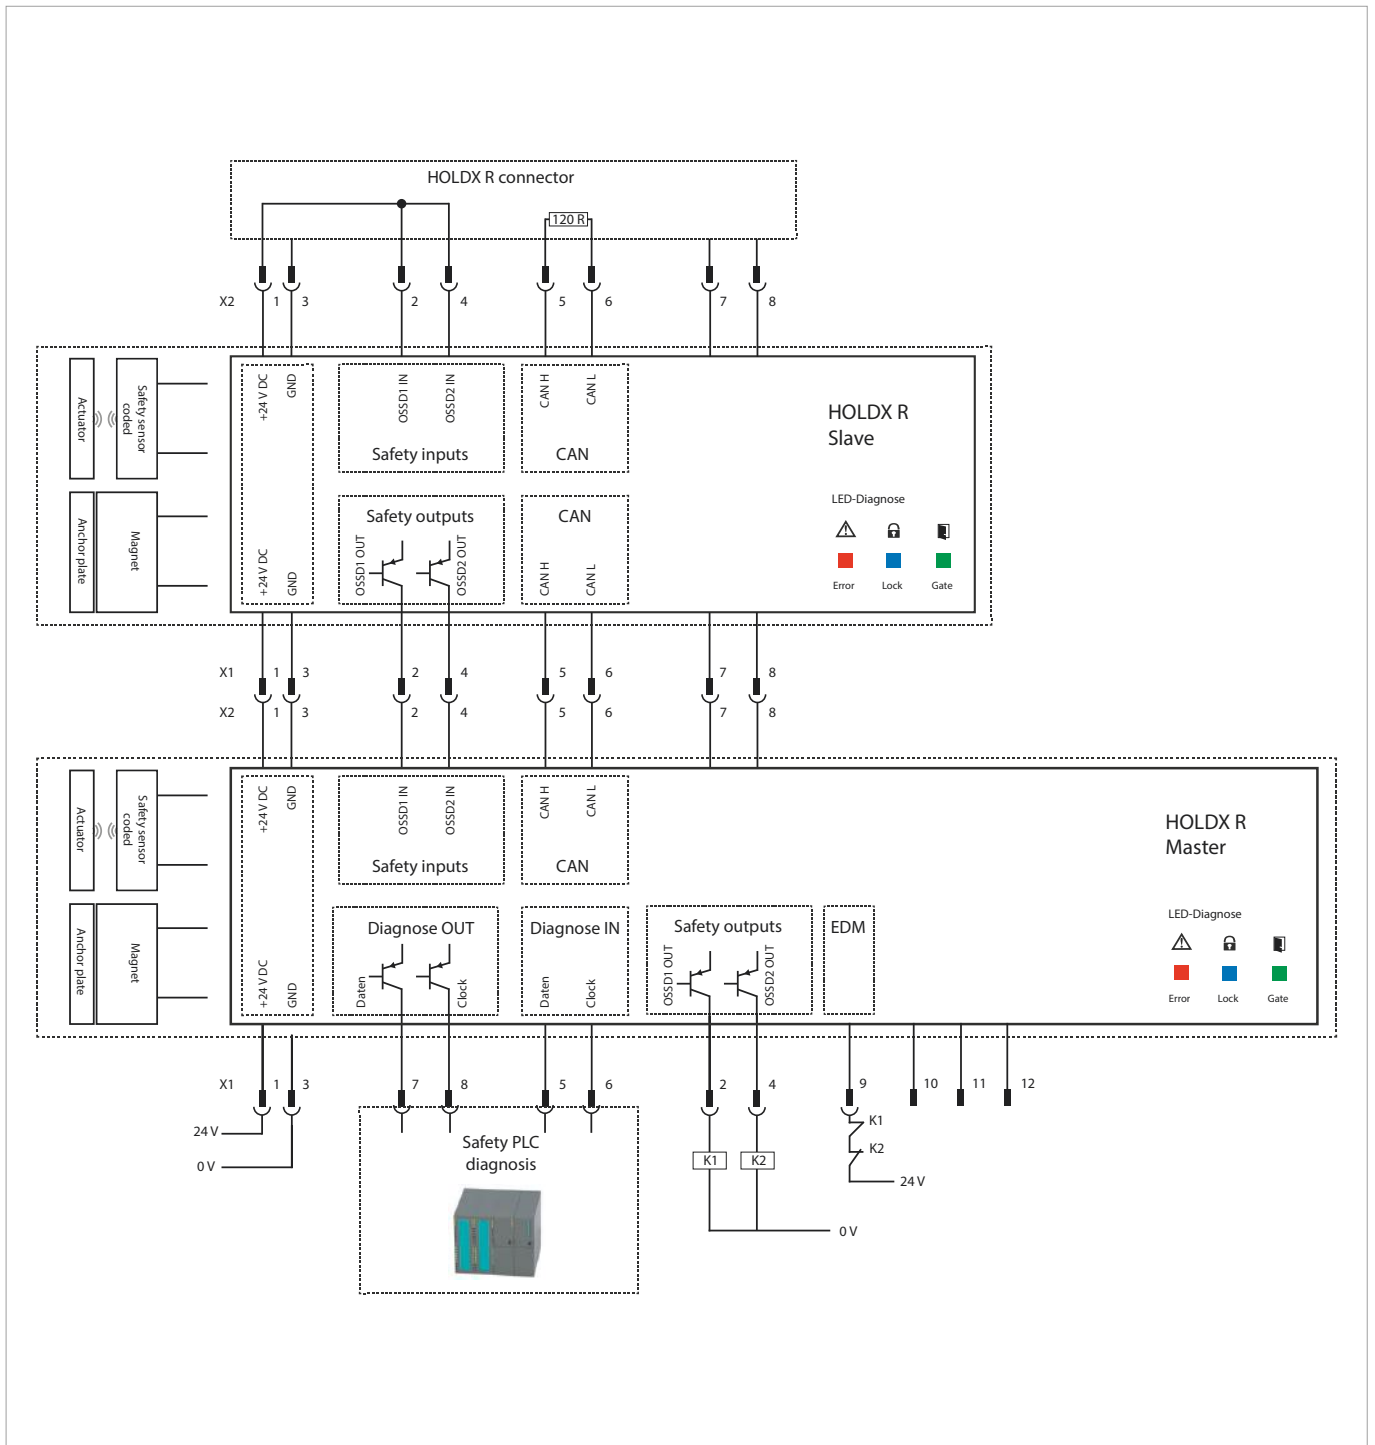 HOLDX R connector
120 R
X2 1 3 2 4 5 6 7 8
Actuator
Safety sensor
coded
Anchor plate
Magnet
+24 V DC
GND
OSSD1 IN
OSSD2 IN
Safety inputs
CAN H
CAN L
CAN
HOLDX R
Slave
LED-Diagnose
Error Lock Gate
+24 V DC
GND
Safety outputs
OSSD1 OUT
OSSD2 OUT
CAN
CAN H
CAN L
X1 1 3 2 4 5 6 7 8
X2 1 3 2 4 5 6 7 8
Actuator
Safety sensor
coded
Anchor plate
Magnet
+24 V DC
GND
OSSD1 IN
OSSD2 IN
Safety inputs
CAN H
CAN L
CAN
HOLDX R
Master
LED-Diagnose
Error Lock Gate
+24 V DC
GND
Diagnose OUT
Daten
Clock
Diagnose IN
Daten
Clock
Safety outputs
OSSD1 OUT
OSSD2 OUT
EDM
X1 1 3 7 8 5 6 2 4 9 10 11 12
24 V
0 V
Safety PLC
diagnosis
K1 K2
K1
K2
24 V
0 V